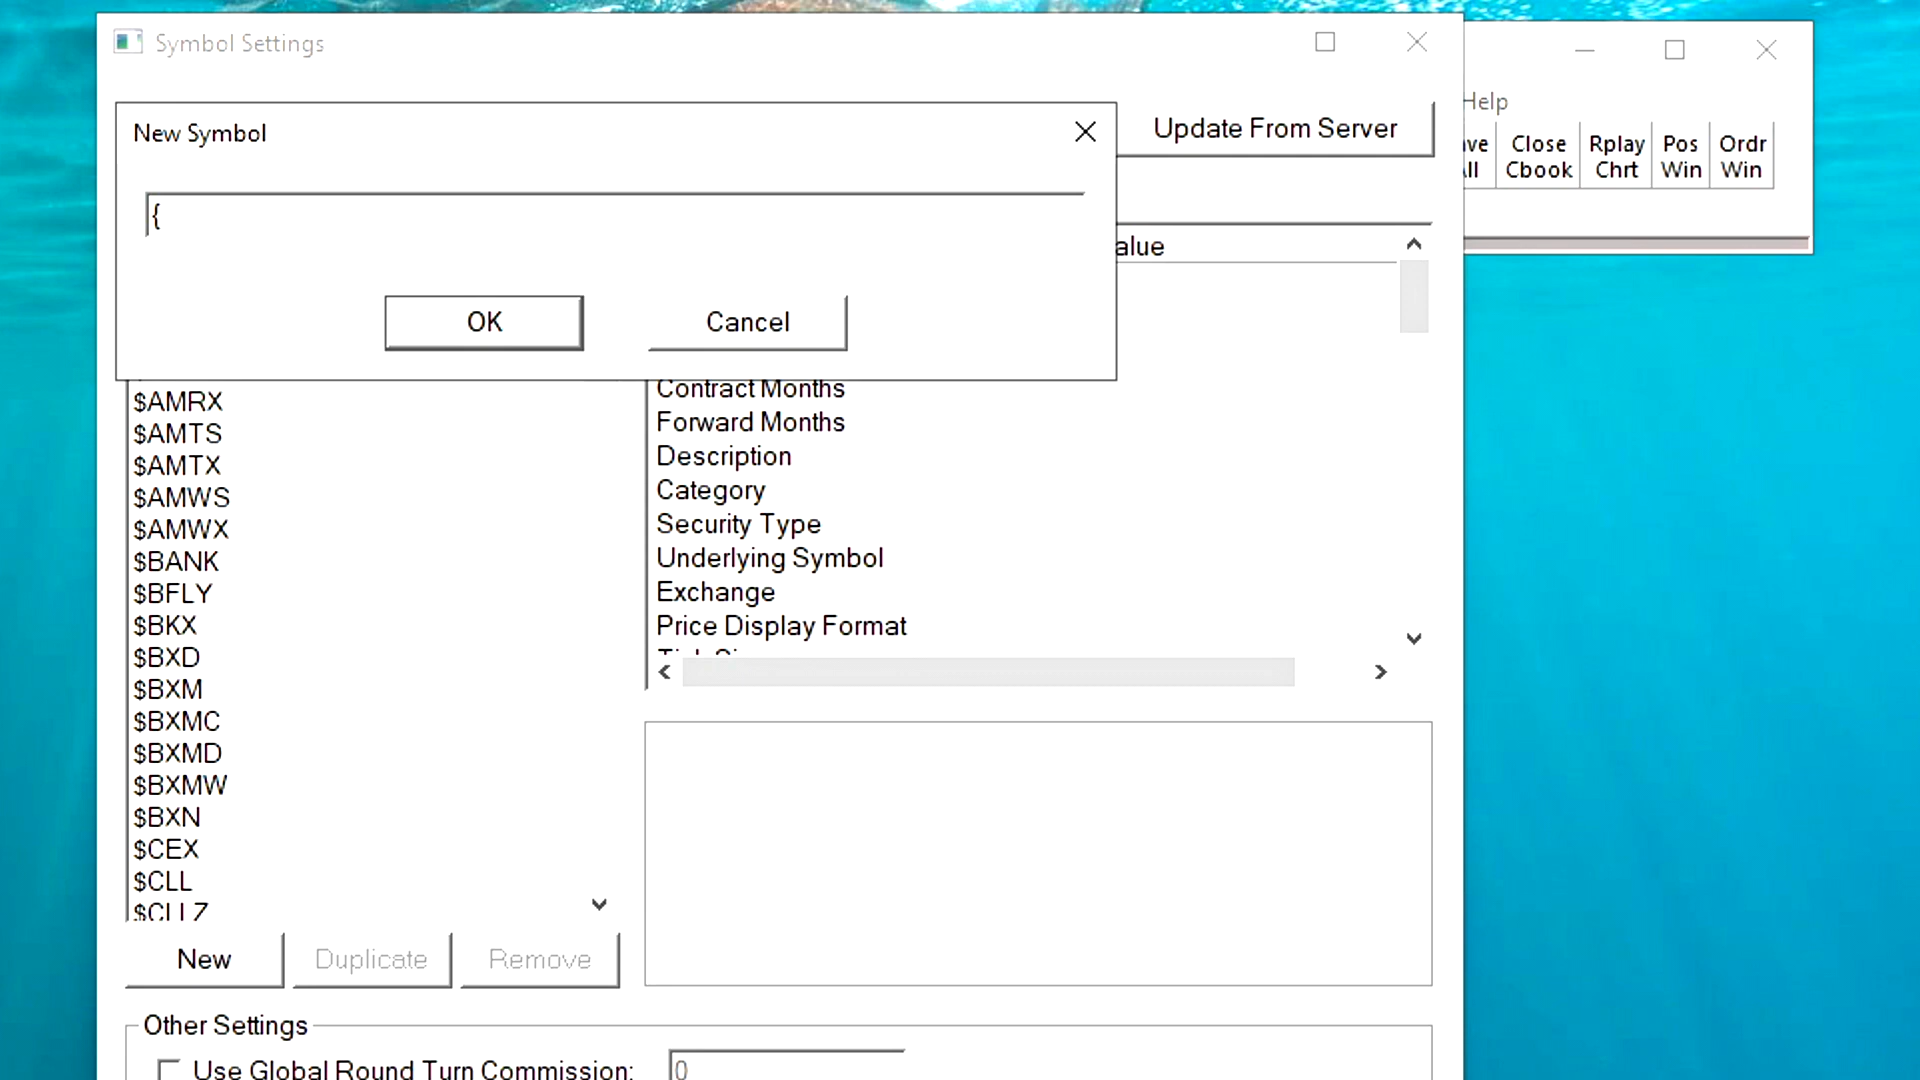 Symbol Settings
New Symbol
Update From Server
Help
Close Cbook
Rplay Chrt
Pos Win
Ordr Win
{
OK
Cancel
Contract Months
Forward Months
Description
Category
Security Type
Underlying Symbol
Exchange
Price Display Format
$AMRX
$AMTS
$AMTX
$AMWS
$AMWX
$BANK
$BFLY
$BKX
$BXD
$BXM
$BXMC
$BXMD
$BXMW
$BXN
$CEX
$CLL
$CLLZ
New
Duplicate
Remove
Other Settings
Use Global Round Turn Commission:
0